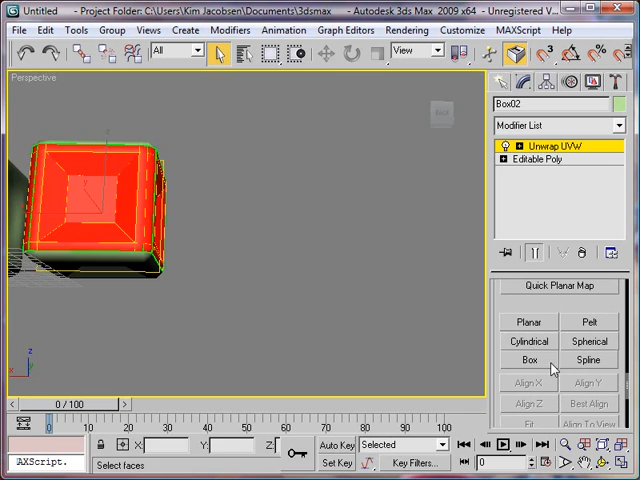 Untitled - Project Folder: C:\Users\Kim Jacobsen\Documents\3dsmax - Autodesk 3ds Max 2009 x64 - Unregistered V...
File Edit Tools Group Views Create Modifiers Animation Graph Editors Rendering Customize MAXScript Help
All View
Perspective
BACK
Box02
Modifier List
Unwrap UVW
Editable Poly
Quick Planar Map
Planar Pelt
Cylindrical Spherical
Box Spline
Align X Align Y
Align Z Best Align
Fit Align To View
z
z
x
0 / 100
0 10 20 30 40 50 60 70 80 90 100
X: Y: Z: Auto Key Selected
AXScript. Select faces Set Key Key Filters... 0